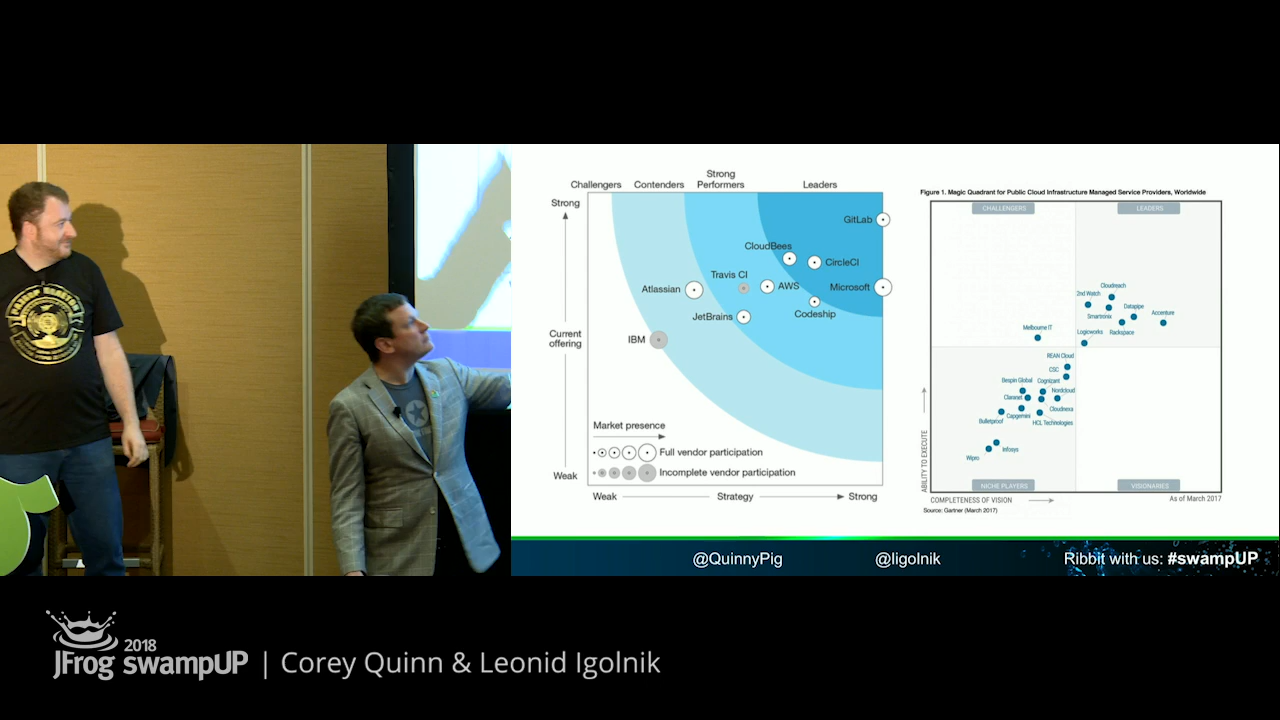 Challengers Contenders Strong Performers Leaders
Strong
Current offering
Weak
GitLab
CloudBees
CircleCI
Travis CI
Atlassian
AWS
Microsoft
JetBrains
Codeship
IBM
Market presence
Full vendor participation
Incomplete vendor participation
Weak Strategy Strong
Figure 1. Magic Quadrant for Public Cloud Infrastructure Managed Service Providers, Worldwide
CHALLENGERS LEADERS
Cloudreach
2nd Watch
Smartronix
Datapipe
Accenture
Rackspace
Logicworks
Melbourne IT
REAN Cloud
CSC
Bespin Global
Cognizant
Claranet
Nordcloud
Cloudnexa
Capgemini
Bulletproof
HCL Technologies
Infosys
Wipro
NICHE PLAYERS VISIONARIES
ABILITY TO EXECUTE
COMPLETENESS OF VISION
As of March 2017
Source: Gartner (March 2017)
@QuinnyPig @ligolnik Ribbit with us: #swampUP
2018
JFrog swampUP | Corey Quinn & Leonid Igolnik